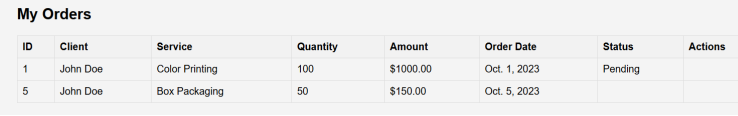 My Orders
ID Client Service Quantity Amount Order Date Status Actions
1 John Doe Color Printing 100 $1000.00 Oct. 1, 2023 Pending
5 John Doe Box Packaging 50 $150.00 Oct. 5, 2023